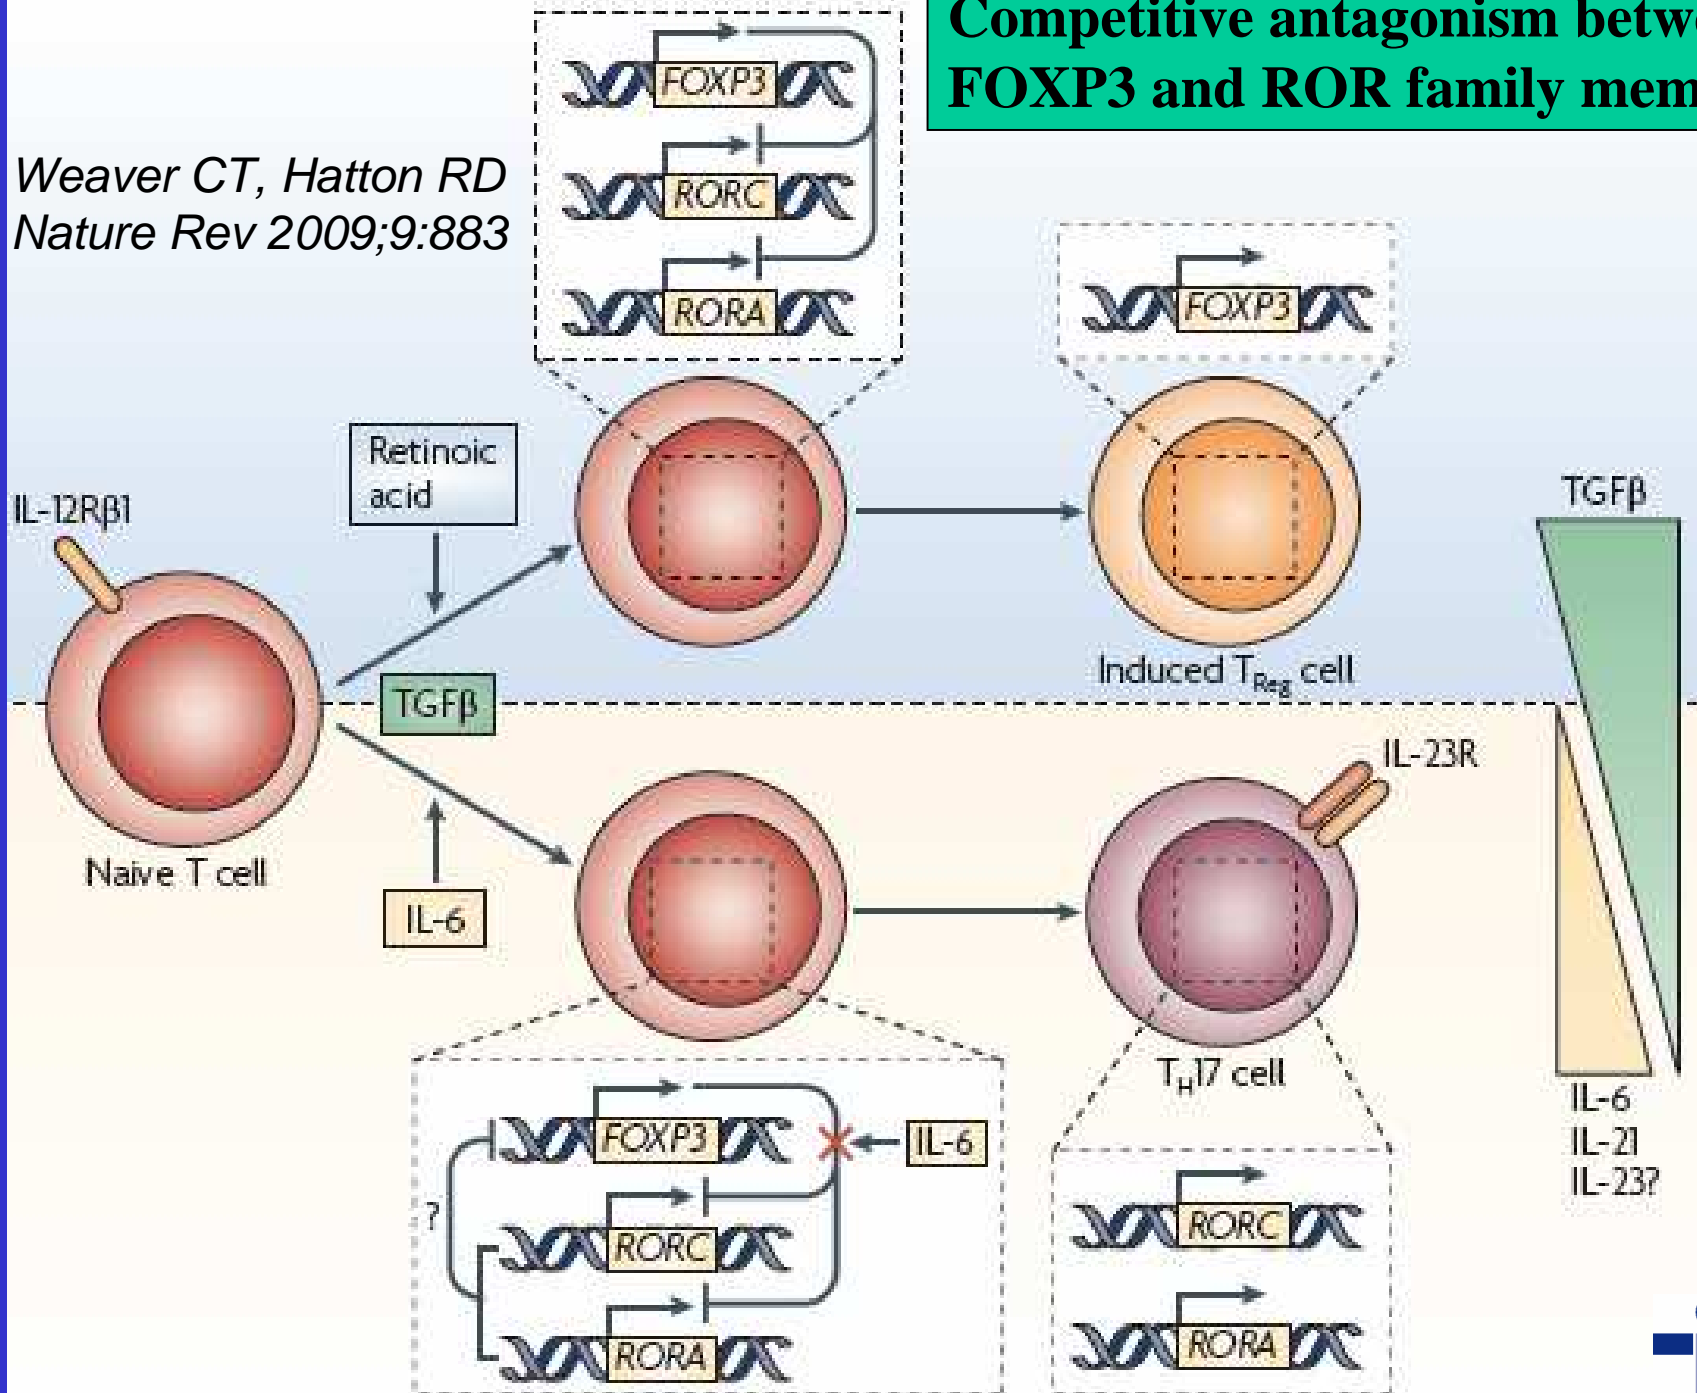 Competitive antagonism
FOXP3 and ROR family
Weaver CT, Hatton RD
Nature Rev 2009;9:883
FOXP3
RORC
RORA
FOXP3
Retinoic
acid
IL-12Rβ1
TGFβ
Induced TReg cell
TGFβ
IL-23R
Naive T cell
IL-6
TH17 cell
IL-6
IL-21
IL-23?
FOXP3
IL-6
?
RORC
RORA
RORC
RORA